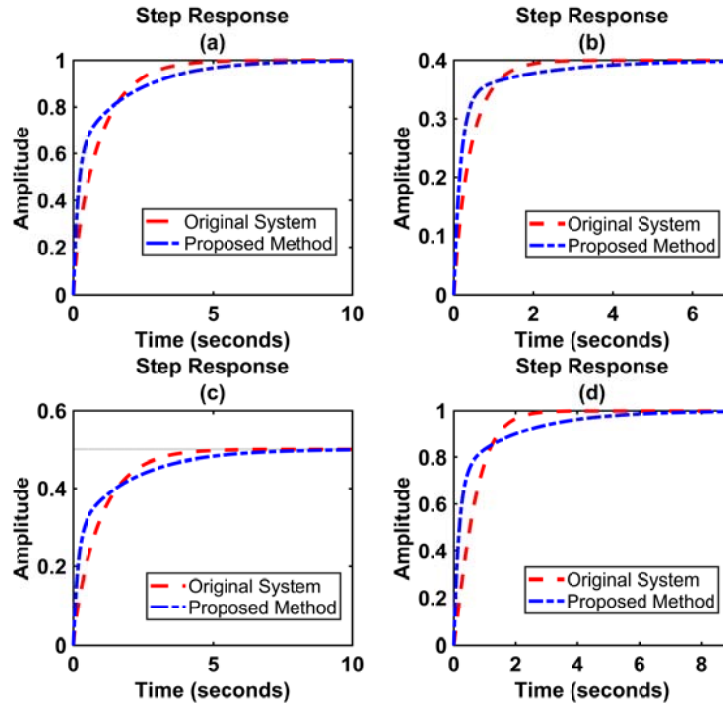 Step Response
(a)
Amplitude
1
0.8
0.6
0.4
0.2
0
Original System
Proposed Method
0
5
10
Time (seconds)
Step Response
(b)
Amplitude
0.4
0.3
0.2
0.1
0
Original System
Proposed Method
0
2
4
6
Time (seconds)
Step Response
(c)
Amplitude
0.6
0.4
0.2
0
Original System
Proposed Method
0
5
10
Time (seconds)
Step Response
(d)
Amplitude
1
0.8
0.6
0.4
0.2
0
Original System
Proposed Method
0
2
4
6
8
Time (seconds)